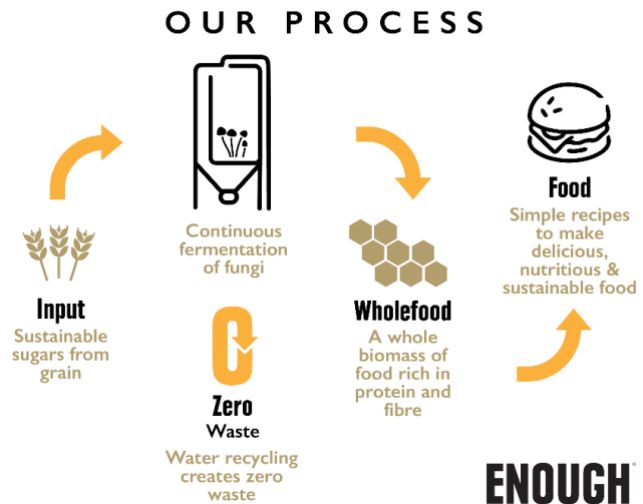 OUR PROCESS
Input
Sustainable
sugars from
grain
Continuous
fermentation
of fungi
Zero
Waste
Water recycling
creates zero
waste
Wholefood
A whole
biomass of
food rich in
protein and
fibre
Food
Simple recipes
to make
delicious,
nutritious &
sustainable food
ENOUGH